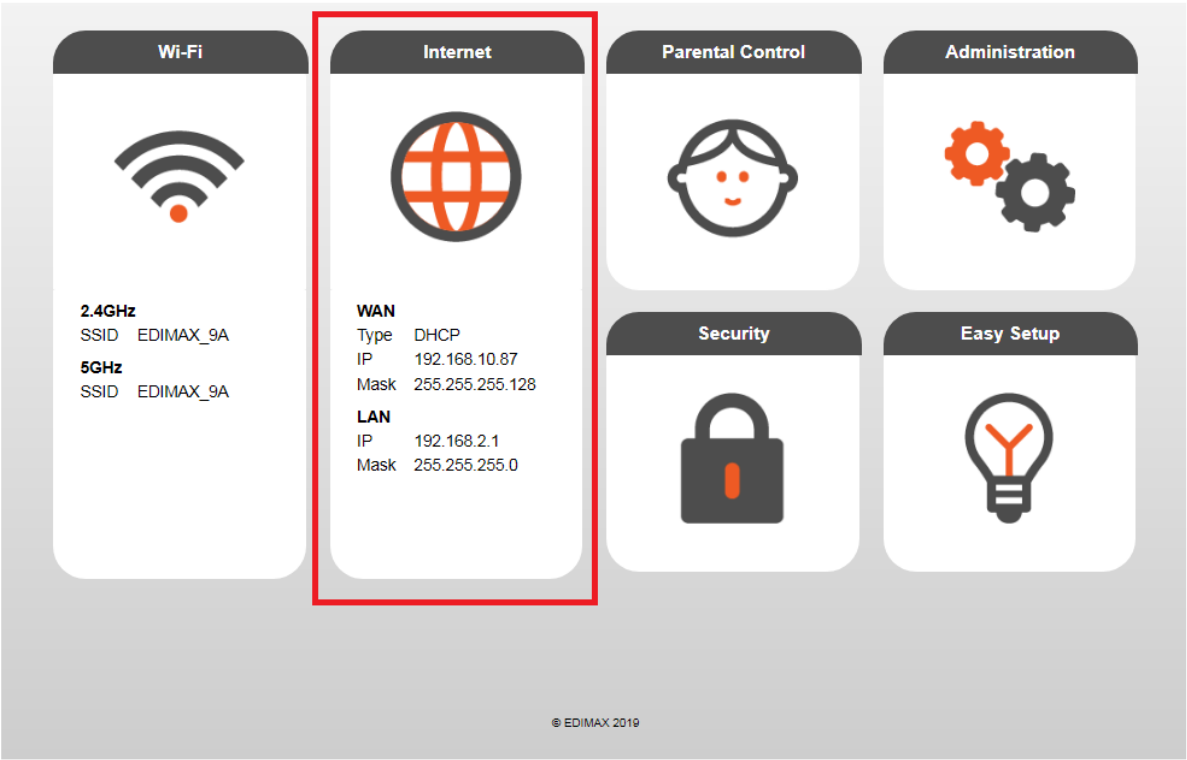 Wi-Fi
2.4GHz
SSID EDIMAX_9A
5GHz
SSID EDIMAX_9A
Internet
WAN
Type DHCP
IP 192.168.10.87
Mask 255.255.255.128
LAN
IP 192.168.2.1
Mask 255.255.255.0
Parental Control
Administration
Security
Easy Setup
© EDIMAX 2019